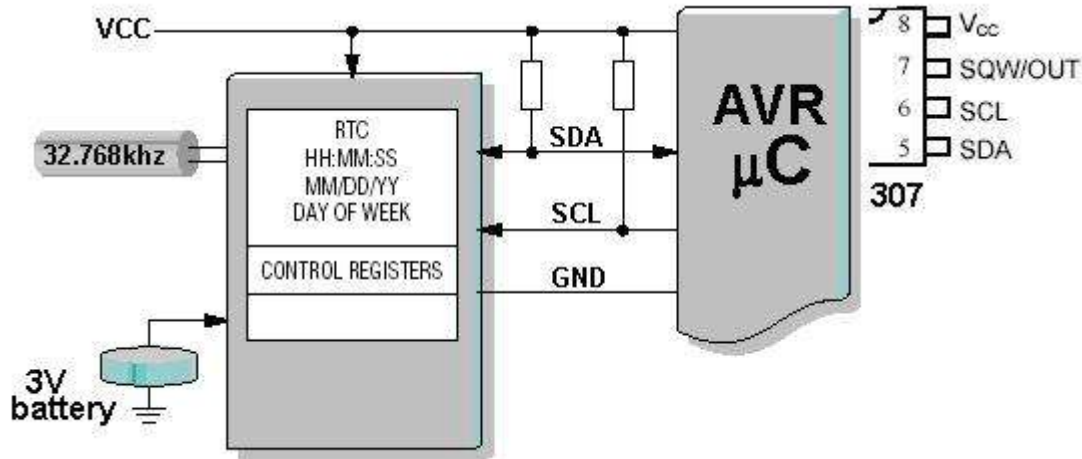 VCC
32.768khz
RTC
HH:MM:SS
MM/DD/YY
DAY OF WEEK
CONTROL REGISTERS
3V
battery
SDA
SCL
GND
AVR
µC
8 VCC
7 SQW/OUT
6 SCL
5 SDA
307